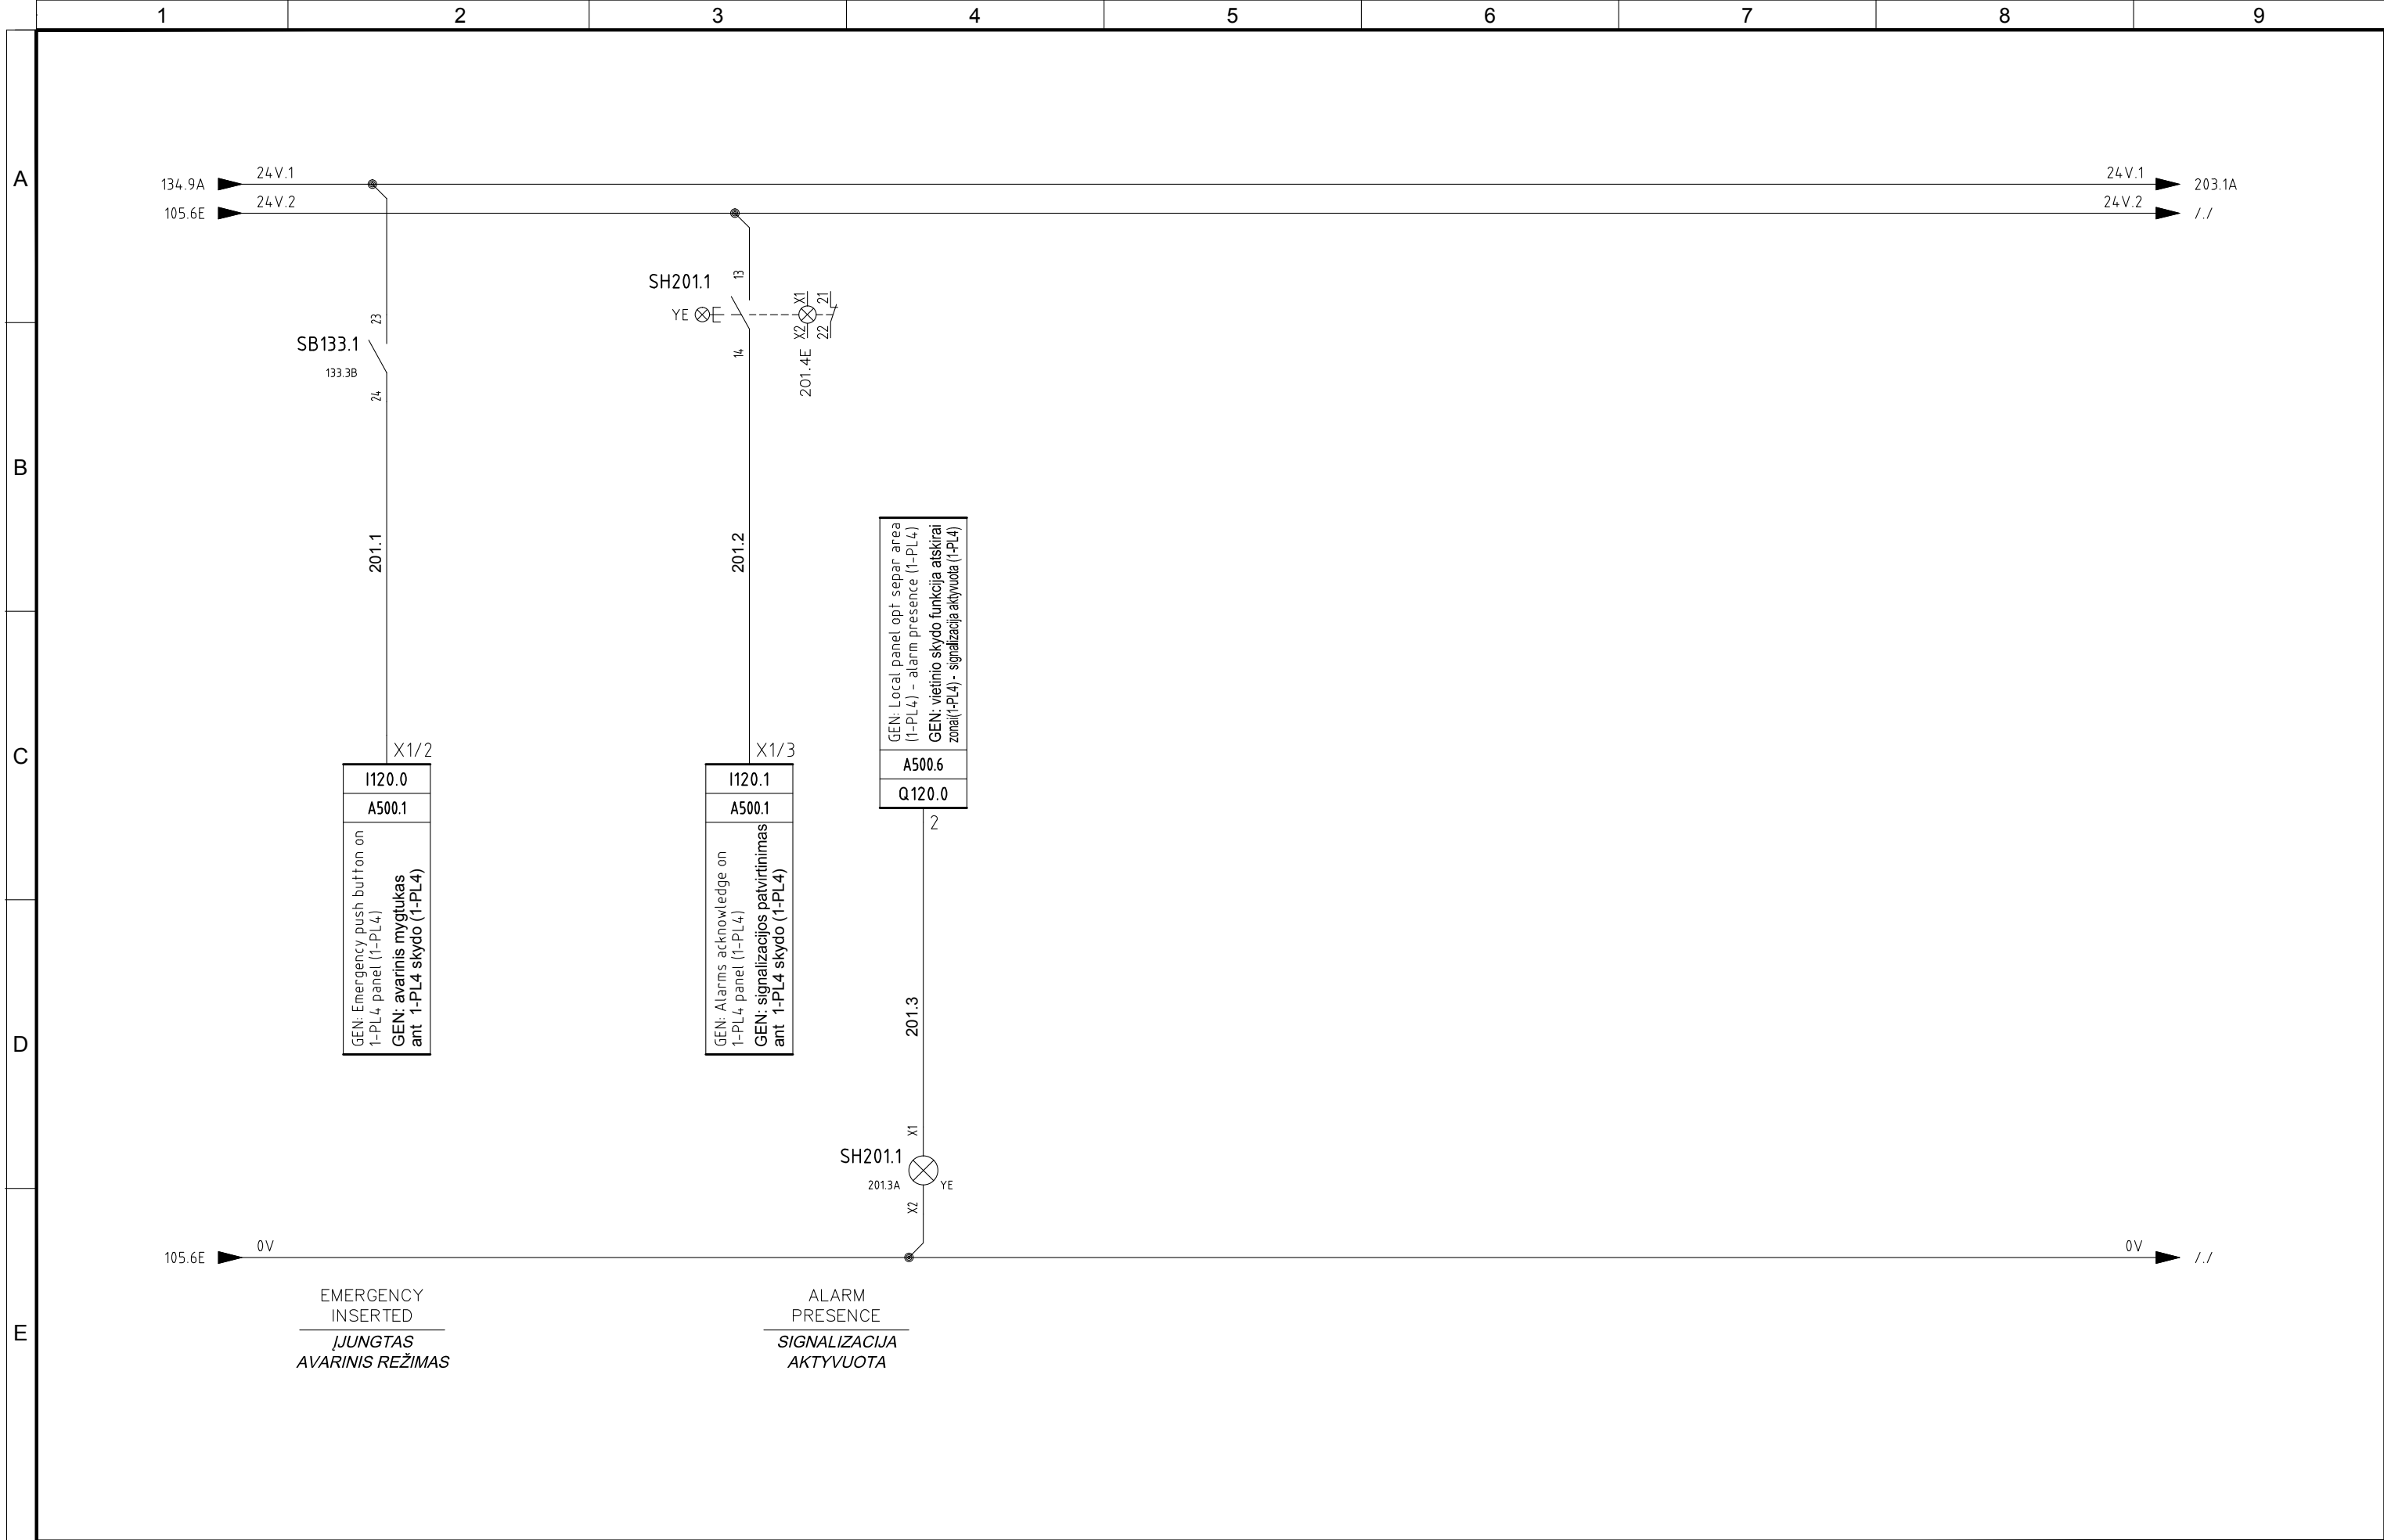 1 2 3 4 5 6 7 8 9
A
134.9A 24V.1 24V.1 203.1A
105.6E 24V.2 24V.2 /./
SH201.1
13
14
YE
X1
X2
21
22
201.4E
23
SB133.1
133.3B
24
B
201.1
201.2
GEN: Local panel opt separ area
(1-PL4) - alarm presence (1-PL4)
GEN: vietinio skydo funkcija atskirai
zonai(1-PL4) - signalizacija aktyvuota (1-PL4)
A500.6
Q120.0
2
C
X1/2
I120.0
A500.1
GEN: Emergency push button on
1-PL4 panel (1-PL4)
GEN: avarinis mygtukas
ant 1-PL4 skydo (1-PL4)
X1/3
I120.1
A500.1
GEN: Alarms acknowledge on
1-PL4 panel (1-PL4)
GEN: signalizacijos patvirtinimas
ant 1-PL4 skydo (1-PL4)
D
201.3
X1
SH201.1
201.3A
YE
X2
105.6E 0V 0V /./
E
EMERGENCY
INSERTED
ĮJUNGTAS
AVARINIS REŽIMAS
ALARM
PRESENCE
SIGNALIZACIJA
AKTYVUOTA